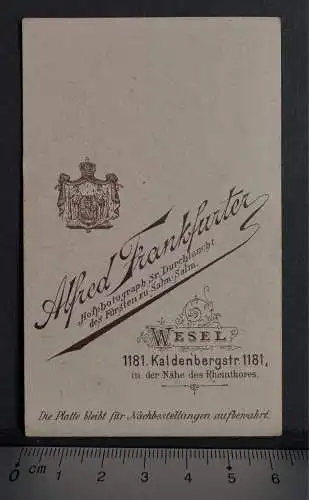 Alfred Frankfurter
Hofphotograph Sr. Durchlaucht
des Fürsten zu Salm-Salm.
WESEL,
1181. Kaldenbergstr. 1181,
in der Nähe des Rheinthores.
Die Platte bleibt für Nachbestellungen aufbewahrt.
0 cm 1 2 3 4 5 6